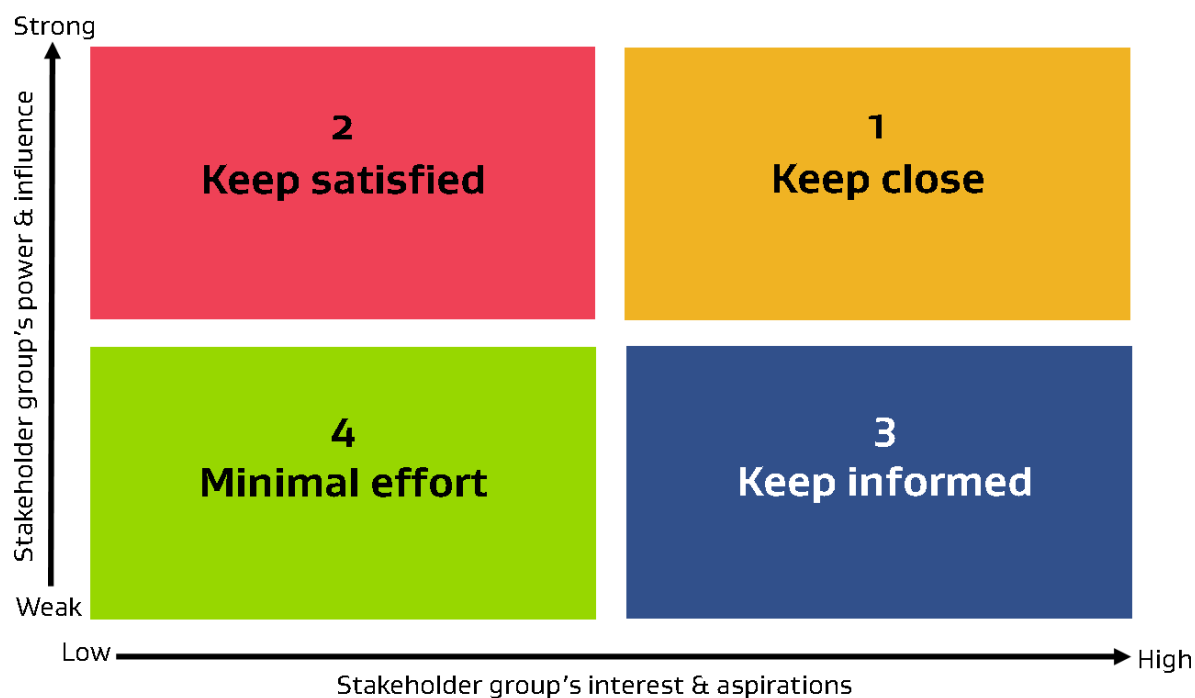 Strong
Stakeholder group's power & influence
2
Keep satisfied
1
Keep close
4
Minimal effort
3
Keep informed
Weak
Low
High
Stakeholder group's interest & aspirations